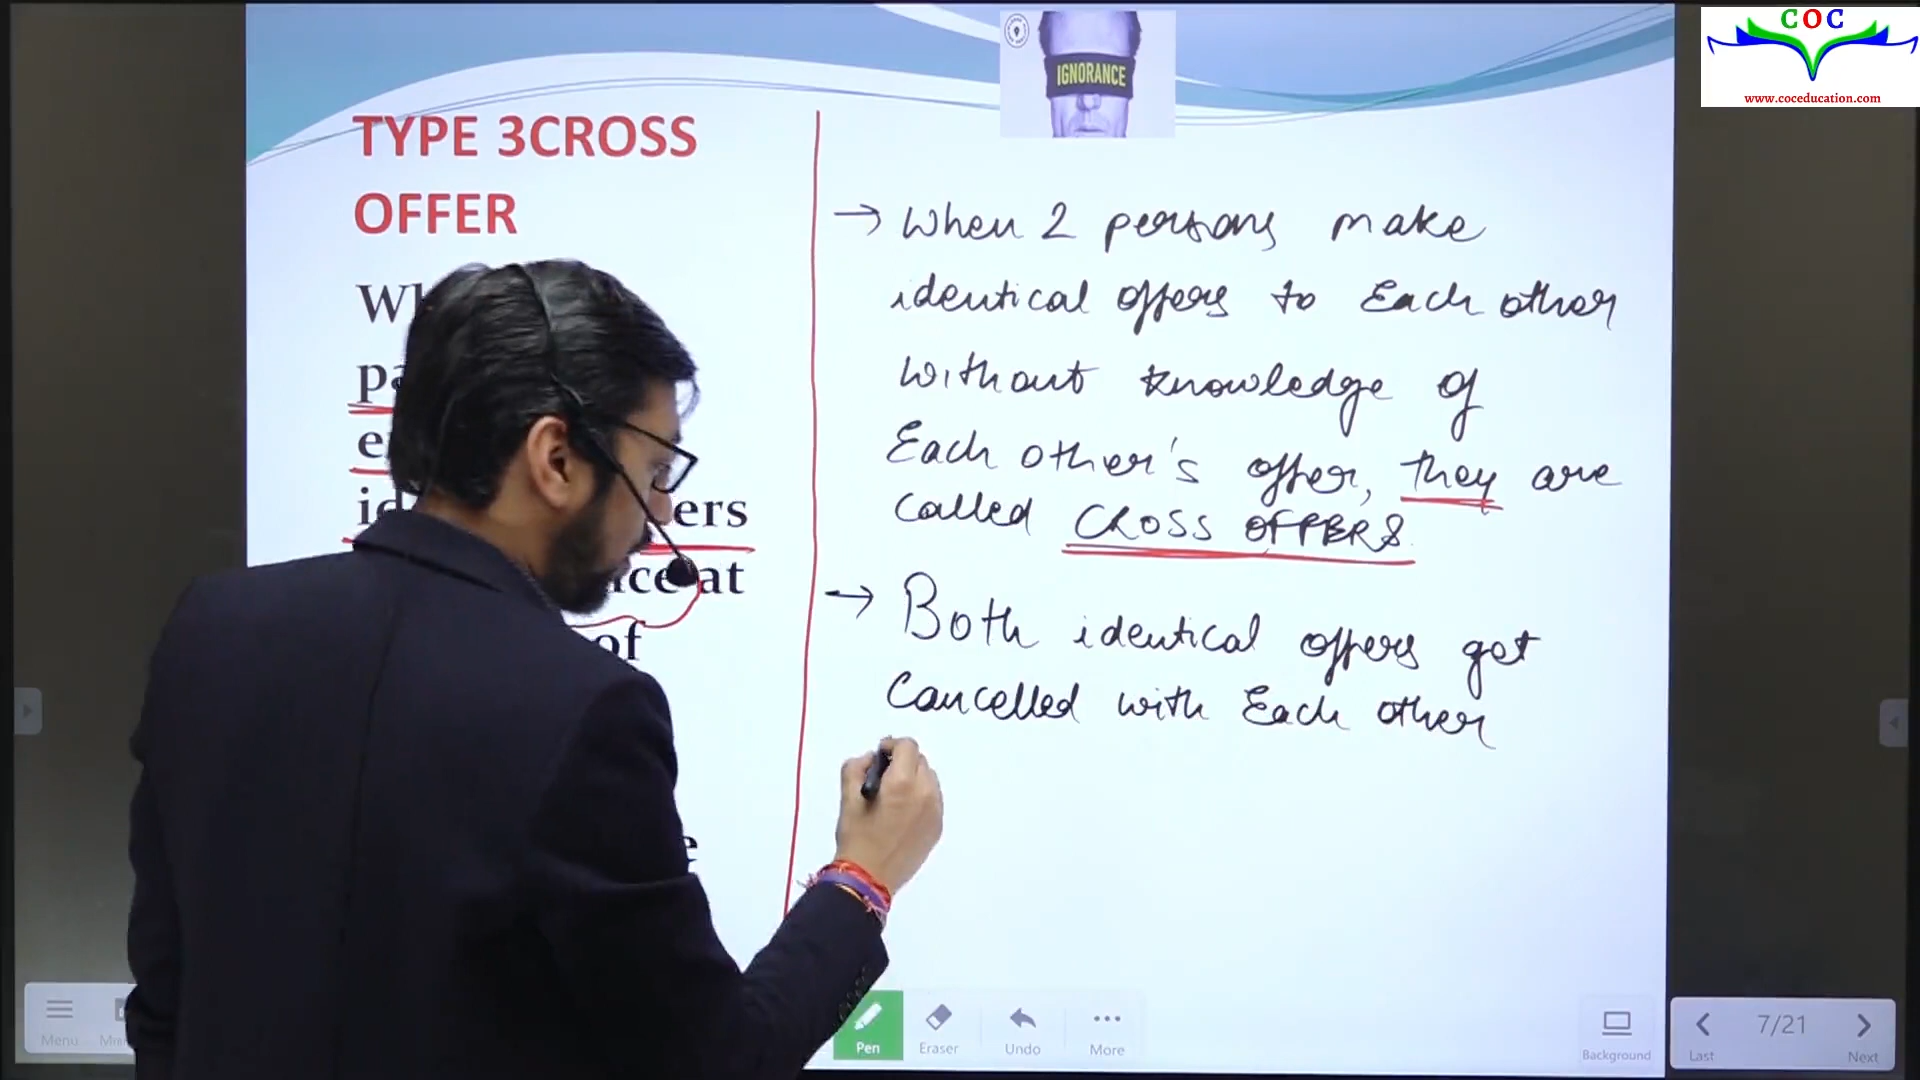 COC
www.coceducation.com
IGNORANCE
TYPE 3CROSS
OFFER
ers
at
of
→ When 2 persons make
identical offers to Each other
without knowledge of
Each other's offer, they are
called CROSS OFFERS.
→ Both identical offers get
Cancelled with Each other
Menu
Pen
Eraser
Undo
More
Background
7/21
Last
Next